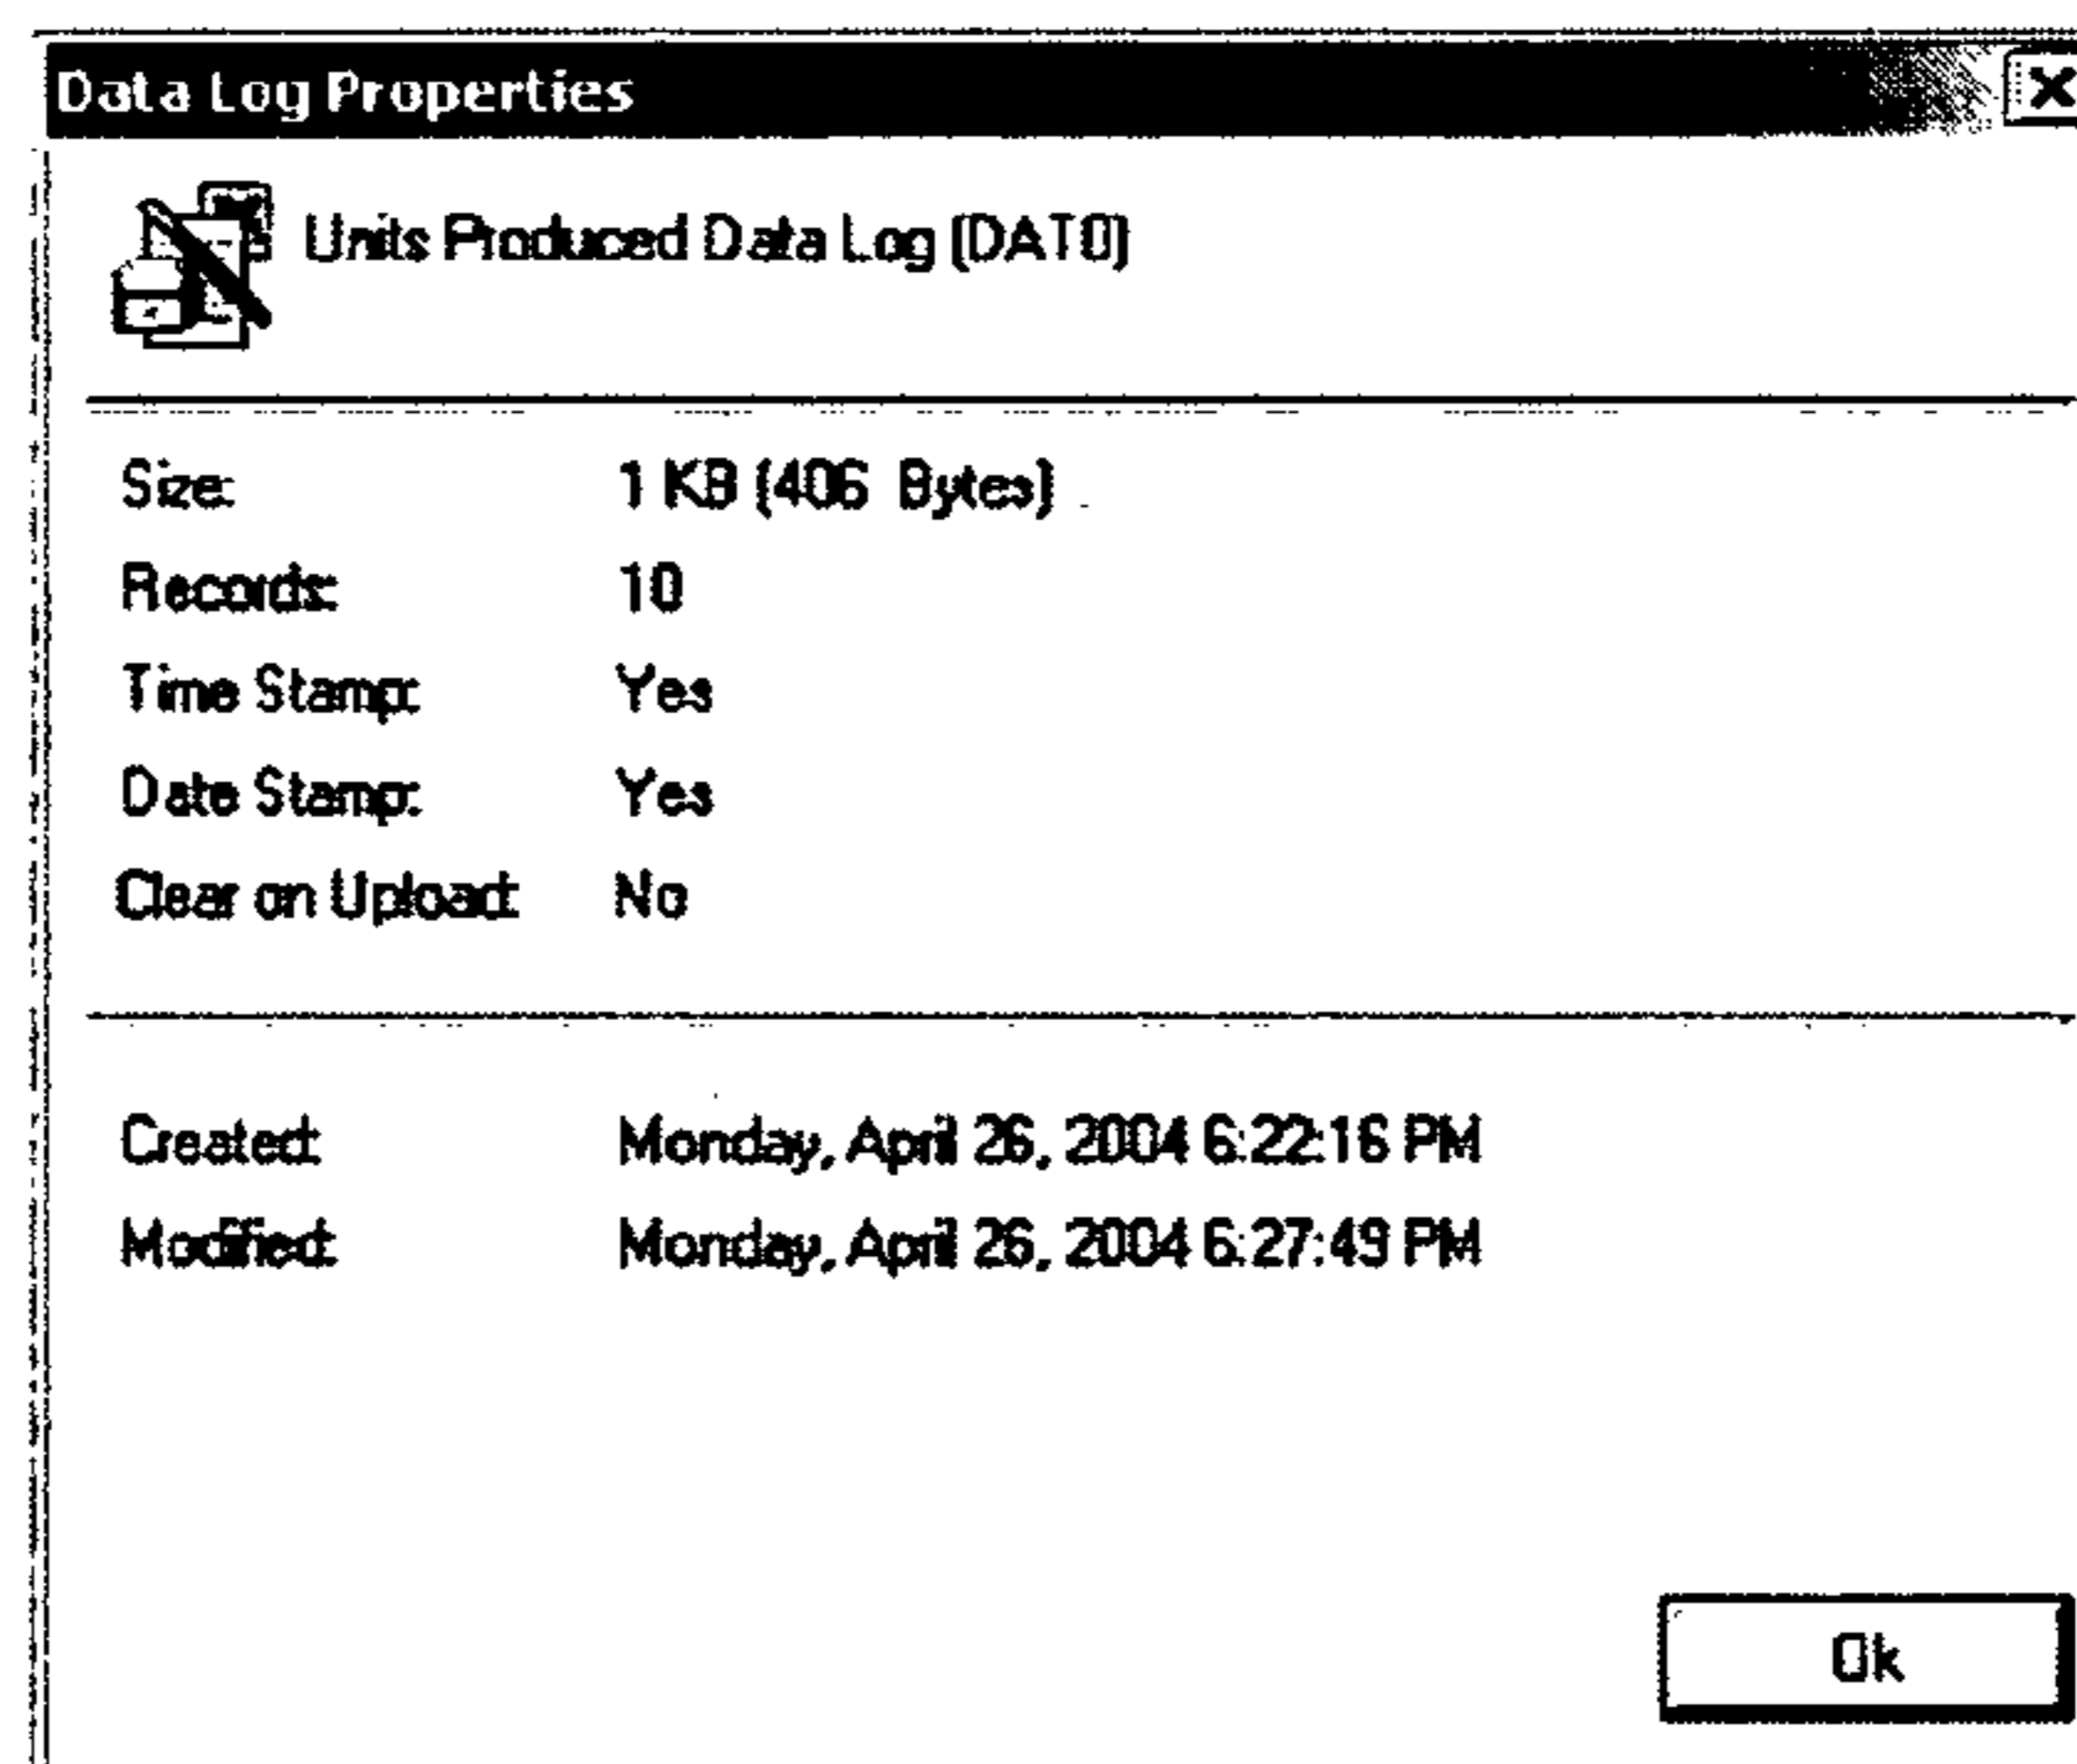 Data Log Properties
Units Produced Data Log (DAT0)
Size: 1 KB (406 Bytes)
Records: 10
Time Stamp: Yes
Date Stamp: Yes
Clear on Upload: No
Created: Monday, April 26, 2004 6:22:16 PM
Modified: Monday, April 26, 2004 6:27:49 PM
Ok